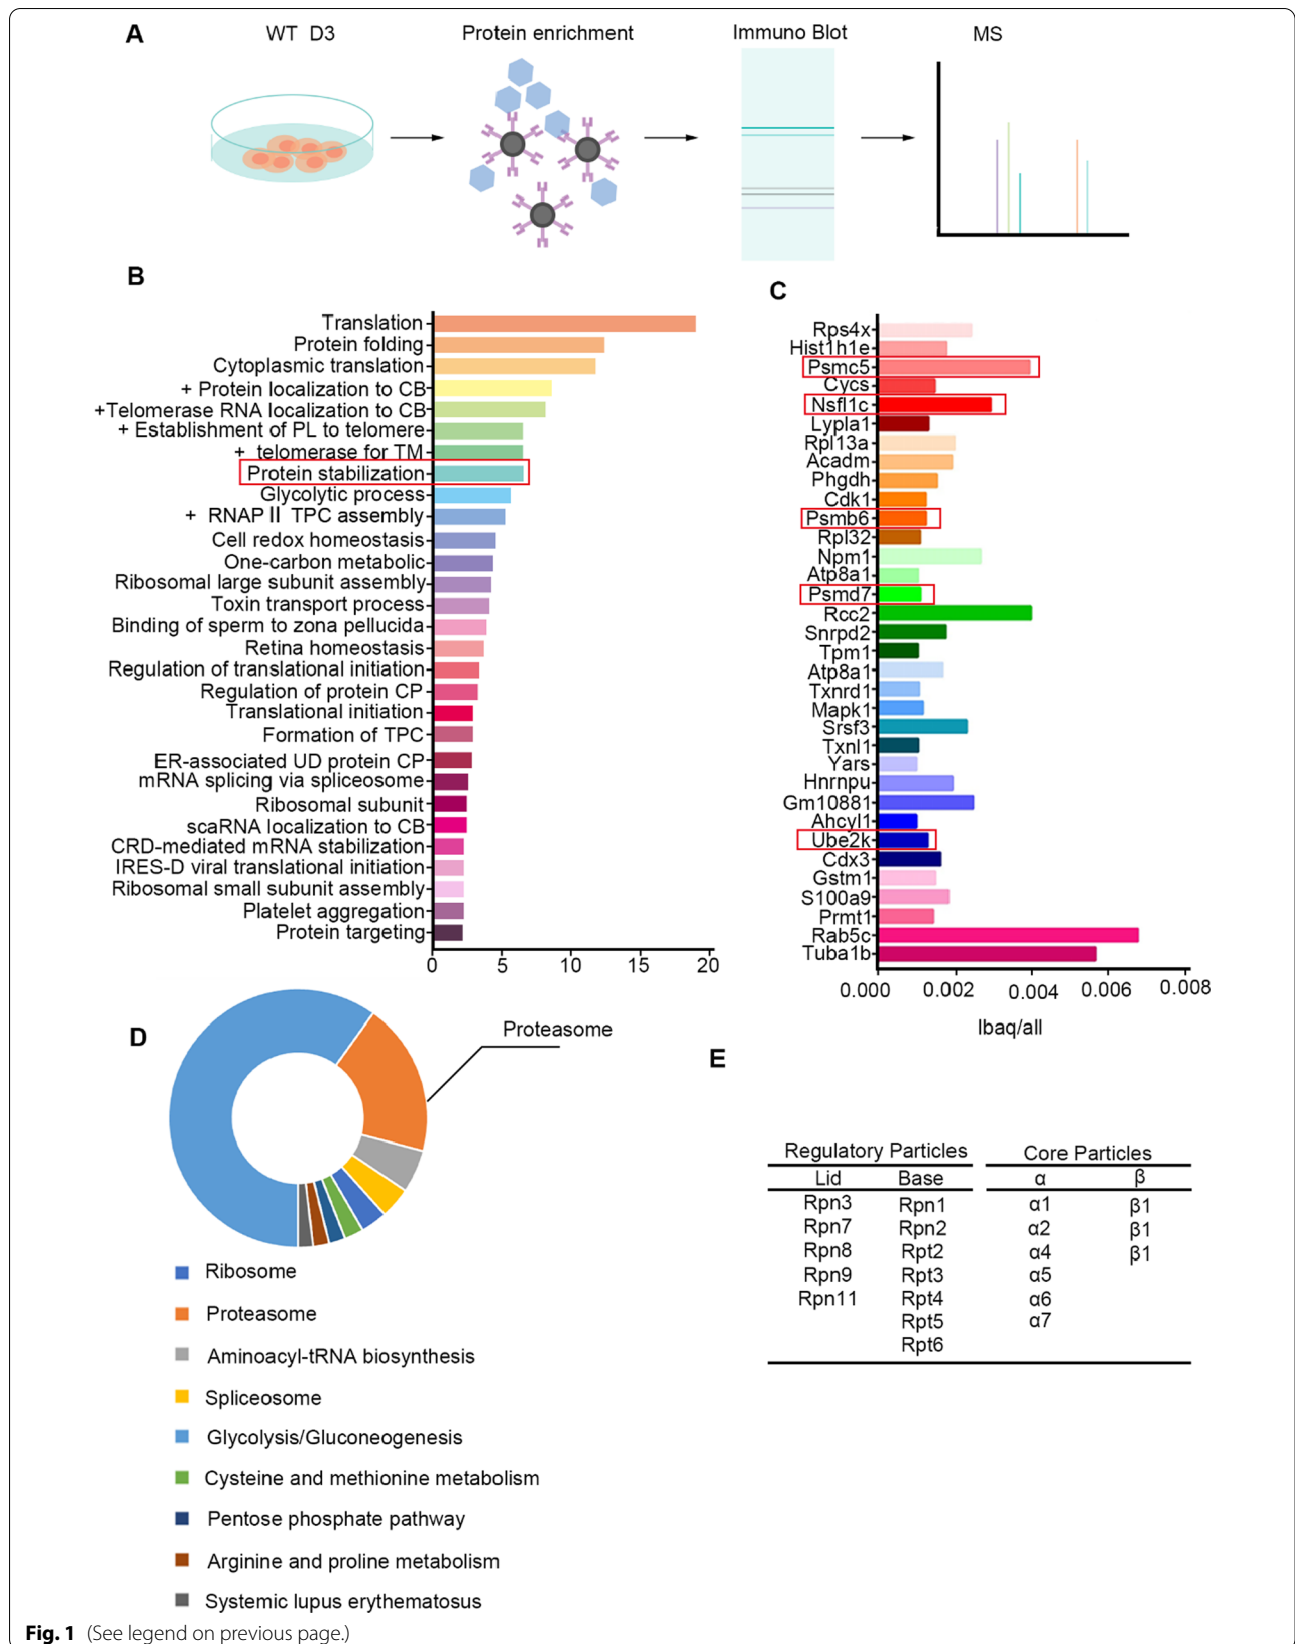 A
WT D3
Protein enrichment
Immuno Blot
MS
B
Translation
Protein folding
Cytoplasmic translation
+ Protein localization to CB
+Telomerase RNA localization to CB
+ Establishment of PL to telomere
+ telomerase for TM
Protein stabilization
Glycolytic process
+ RNAP II TPC assembly
Cell redox homeostasis
One-carbon metabolic
Ribosomal large subunit assembly
Toxin transport process
Binding of sperm to zona pellucida
Retina homeostasis
Regulation of translational initiation
Regulation of protein CP
Translational initiation
Formation of TPC
ER-associated UD protein CP
mRNA splicing via spliceosome
Ribosomal subunit
scaRNA localization to CB
CRD-mediated mRNA stabilization
IRES-D viral translational initiation
Ribosomal small subunit assembly
Platelet aggregation
Protein targeting
0 5 10 15 20
C
Rps4x
Hist1h1e
Psmc5
Cycs
Nsfl1c
Lypla1
Rpl13a
Acadm
Phgdh
Cdk1
Psmb6
Rpl32
Npm1
Atp8a1
Psmd7
Rcc2
Snrpd2
Tpm1
Atp8a1
Txnrd1
Mapk1
Srsf3
Txnl1
Yars
Hnrnpu
Gm10881
Ahcyl1
Ube2k
Cdx3
Gstm1
S100a9
Prmt1
Rab5c
Tuba1b
0.000 0.002 0.004 0.006 0.008
Ibaq/all
D
Proteasome
Ribosome
Proteasome
Aminoacyl-tRNA biosynthesis
Spliceosome
Glycolysis/Gluconeogenesis
Cysteine and methionine metabolism
Pentose phosphate pathway
Arginine and proline metabolism
Systemic lupus erythematosus
E
Regulatory Particles Core Particles
Lid Base α β
Rpn3 Rpn1 α1 β1
Rpn7 Rpn2 α2 β1
Rpn8 Rpt2 α4 β1
Rpn9 Rpt3 α5
Rpn11 Rpt4 α6
Rpt5 α7
Rpt6
Fig. 1 (See legend on previous page.)